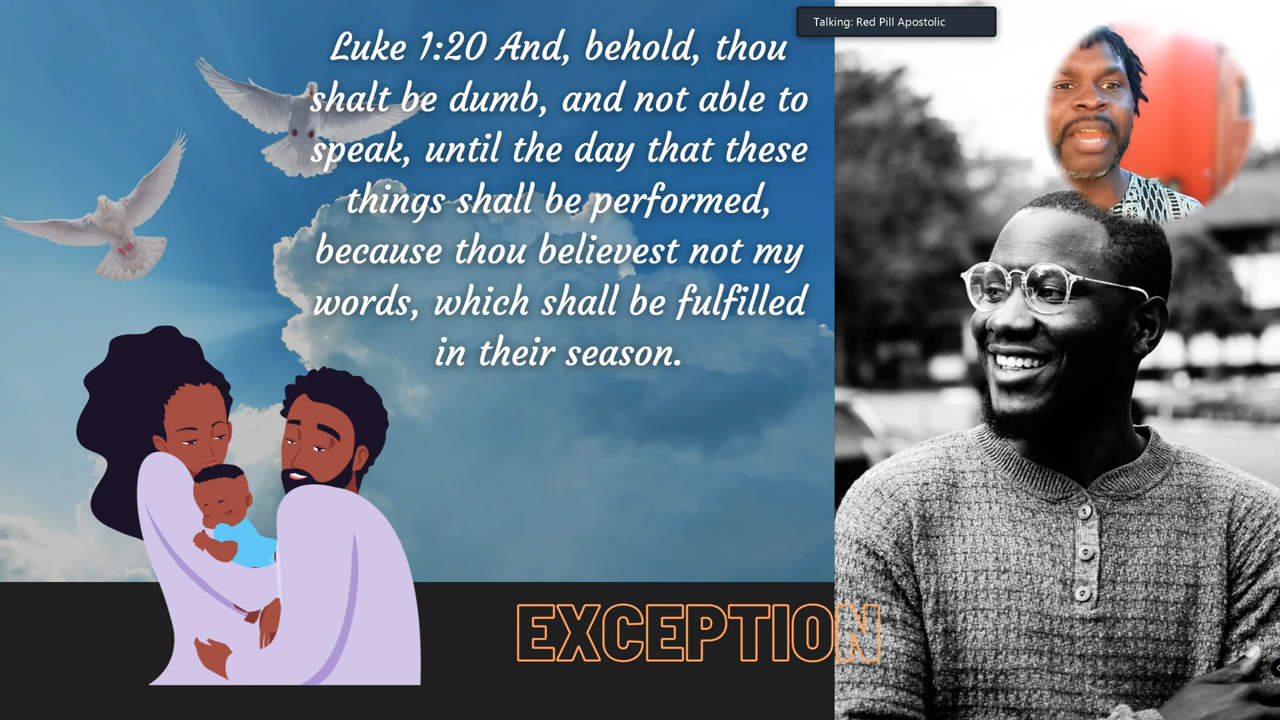 Talking: Red Pill Apostolic
Luke 1:20 And, behold, thou
shalt be dumb, and not able to
speak, until the day that these
things shall be performed,
because thou believest not my
words, which shall be fulfilled
in their season.
EXCEPTION